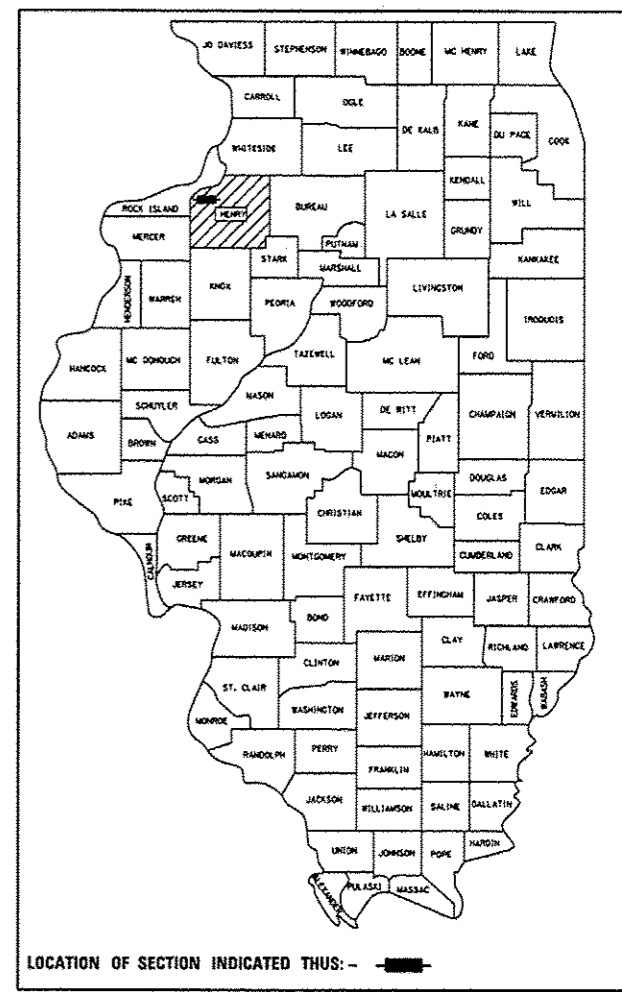 JO DAVIESS STEPHENSON WINNEBAGO BOONE MC HENRY LAKE
CARROLL OGLE DE KALB KANE DU PAGE COOK
WHITESIDE LEE
KENDALL WILL
ROCK ISLAND HENRY BUREAU LA SALLE GRUNDY
MERCER PUTNAM KANKAKEE
STARK MARSHALL
HENDERSON WARREN KNOX PEORIA WOODFORD LIVINGSTON IROQUOIS
HANCOCK MC DONOUGH FULTON TAZEWELL MC LEAN FORD
MASON
SCHUYLER LOGAN DE WITT CHAMPAIGN VERMILION
ADAMS BROWN CASS MENARD MACON PIATT
PIKE SCOTT MORGAN SANGAMON MOULTRIE DOUGLAS EDGAR
CHRISTIAN COLES
CALHOUN GREENE MACOUPIN MONTGOMERY SHELBY CUMBERLAND CLARK
JERSEY FAYETTE EFFINGHAM JASPER CRAWFORD
MADISON BOND
CLAY RICHLAND LAWRENCE
CLINTON MARION
ST. CLAIR WAYNE EDWARDS WABASH
WASHINGTON JEFFERSON
MONROE
RANDOLPH PERRY HAMILTON WHITE
FRANKLIN
JACKSON WILLIAMSON SALINE GALLATIN
UNION JOHNSON POPE HARDIN
ALEXANDER PULASKI MASSAC
LOCATION OF SECTION INDICATED THUS: -